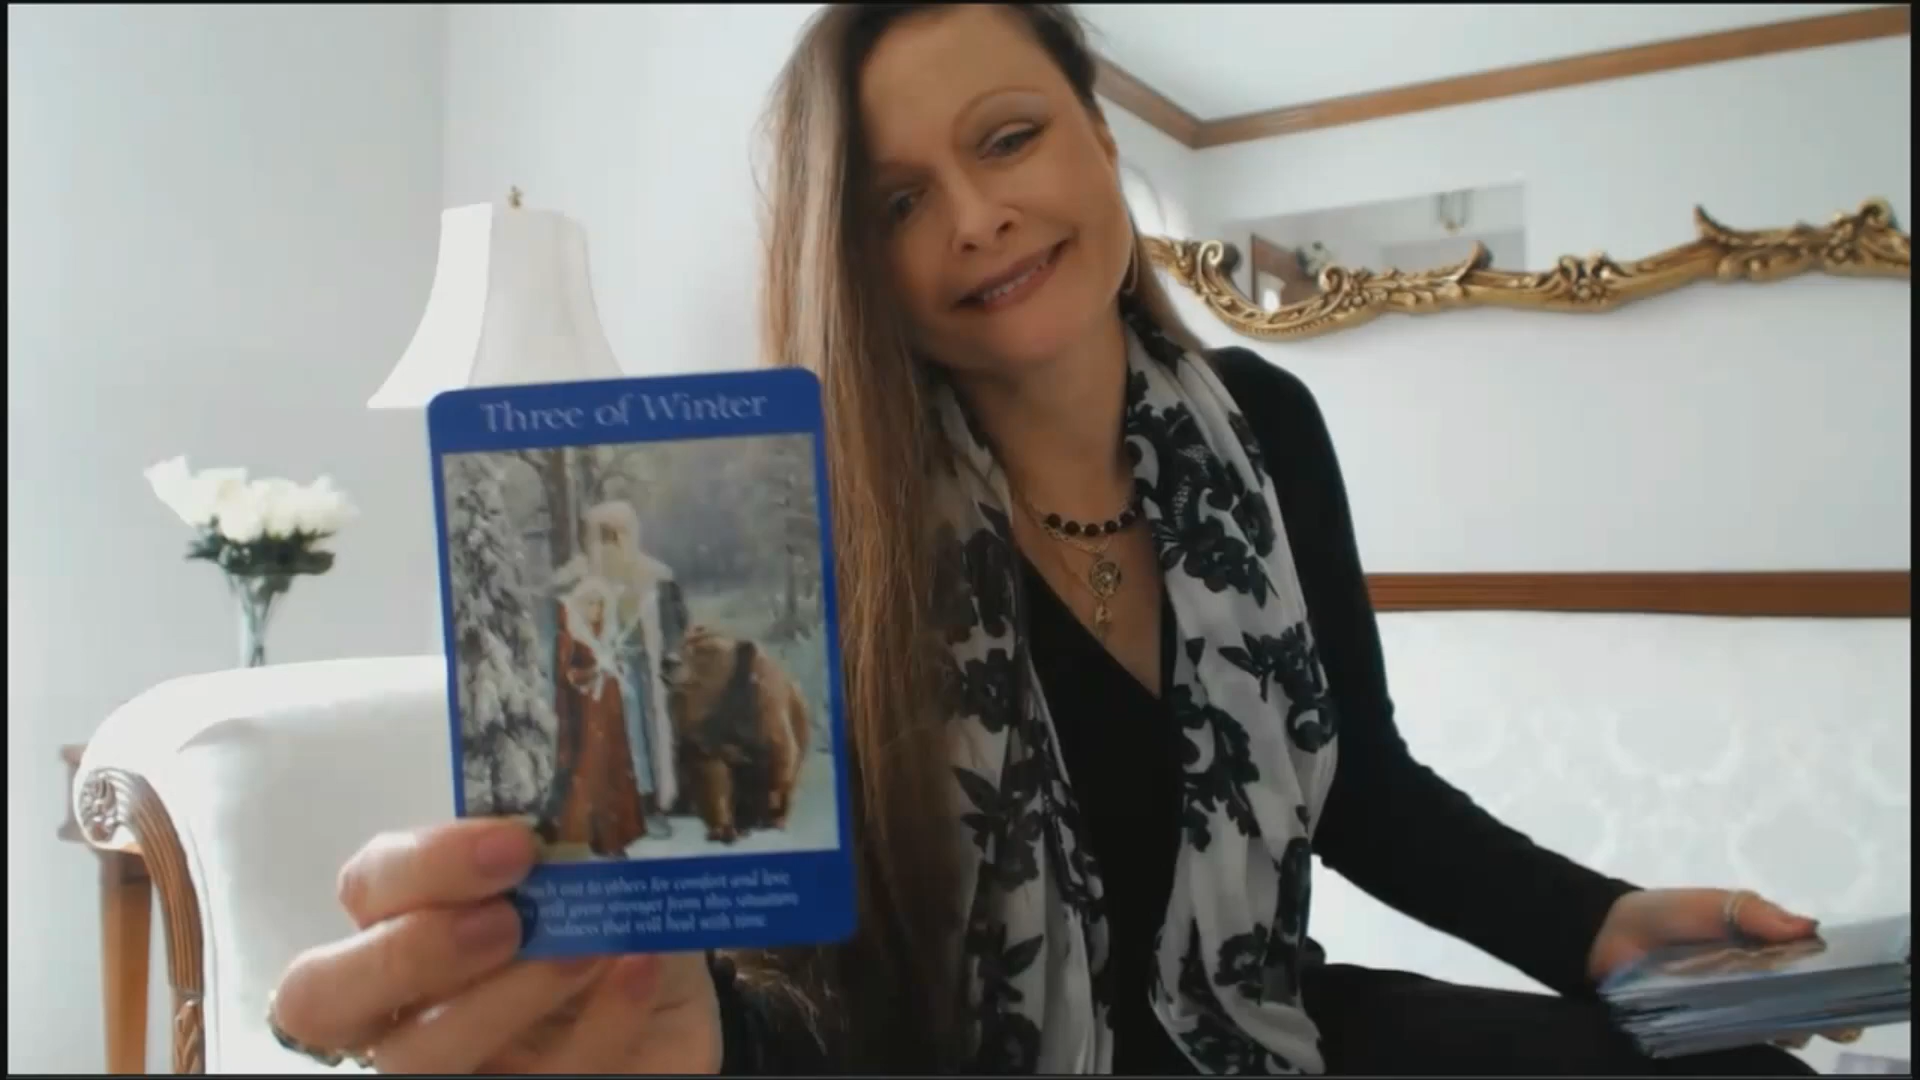 Three of Winter
out to others for comfort and love
will grow stronger from this situation
Sadness that will heal with time